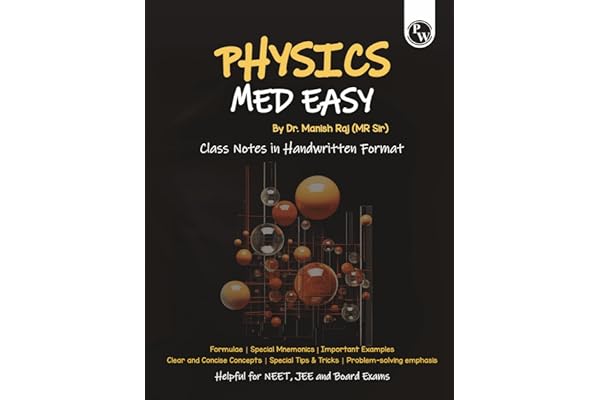 PW
PHYSICS
MED EASY
By Dr. Manish Raj (MR Sir)
Class Notes in Handwritten Format
Formulae | Special Mnemonics | Important Examples
Clear and Concise Concepts | Special Tips & Tricks | Problem-solving emphasis
Helpful for NEET, JEE and Board Exams